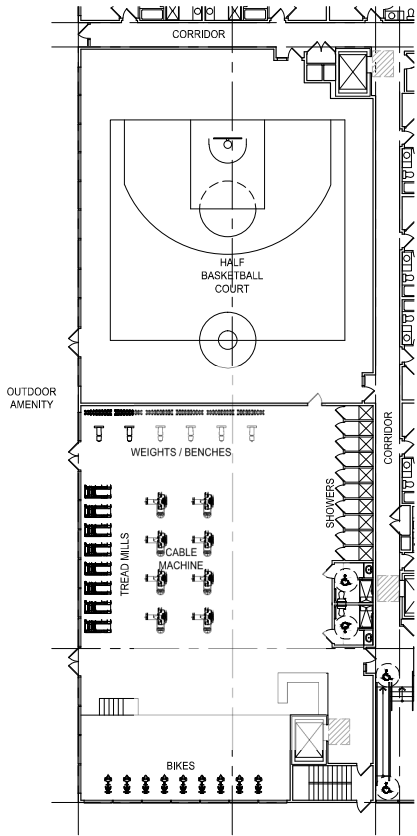 CORRIDOR
HALF
BASKETBALL
COURT
OUTDOOR
AMENITY
WEIGHTS / BENCHES
CORRIDOR
SHOWERS
TREAD MILLS
CABLE
MACHINE
BIKES